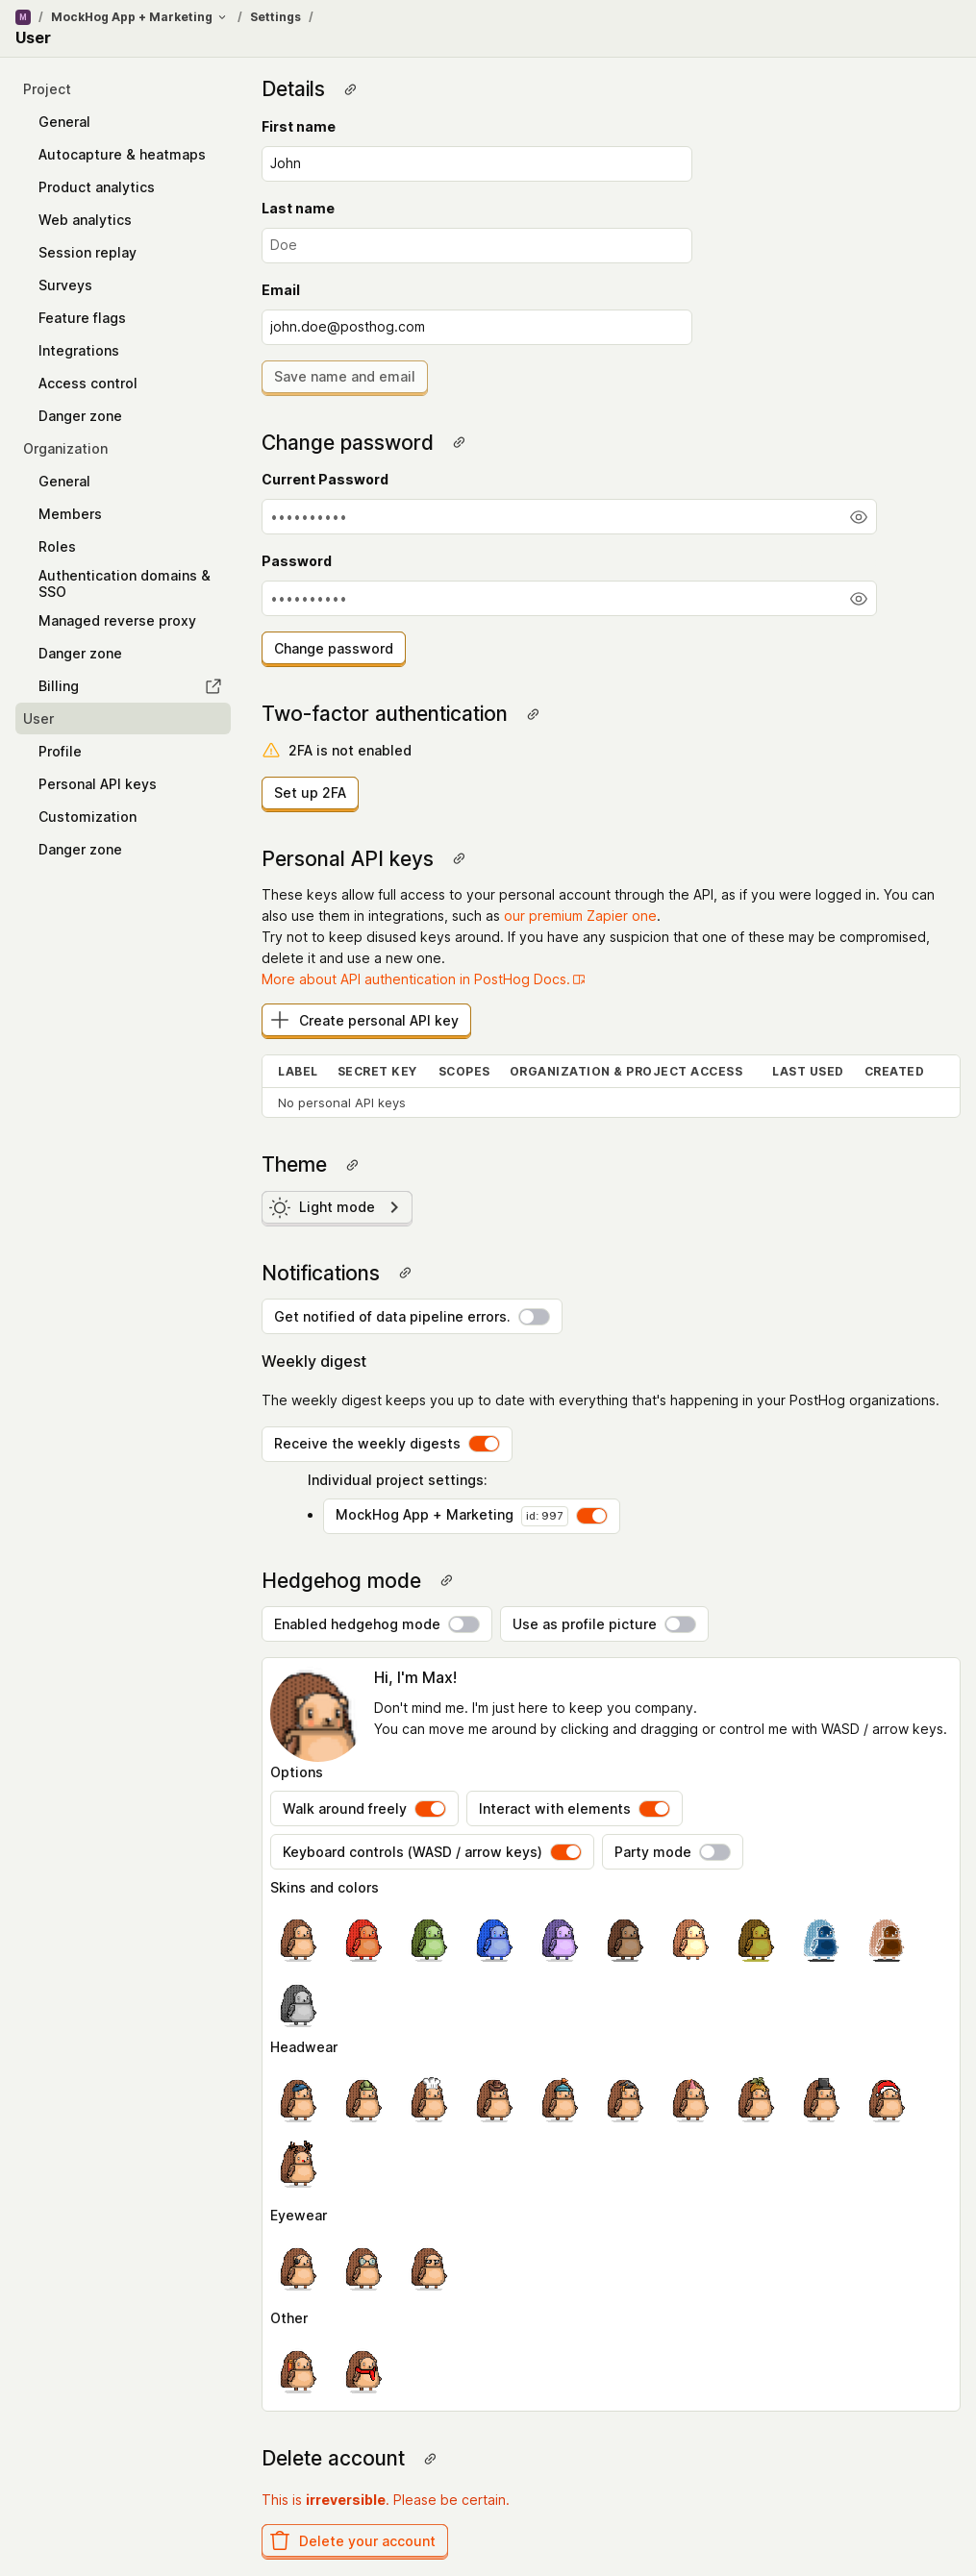 M / MockHog App + Marketing / Settings /
User
Project
General
Autocapture & heatmaps
Product analytics
Web analytics
Session replay
Surveys
Feature flags
Integrations
Access control
Danger zone
Organization
General
Members
Roles
Authentication domains &
SSO
Managed reverse proxy
Danger zone
Billing
User
Profile
Personal API keys
Customization
Danger zone
Details
First name
John
Last name
Doe
Email
john.doe@posthog.com
Save name and email
Change password
Current Password
••••••••••
Password
••••••••••
Change password
Two-factor authentication
2FA is not enabled
Set up 2FA
Personal API keys
These keys allow full access to your personal account through the API, as if you were logged in. You can
also use them in integrations, such as our premium Zapier one.
Try not to keep disused keys around. If you have any suspicion that one of these may be compromised,
delete it and use a new one.
More about API authentication in PostHog Docs.
Create personal API key
LABEL SECRET KEY SCOPES ORGANIZATION & PROJECT ACCESS LAST USED CREATED
No personal API keys
Theme
Light mode
Notifications
Get notified of data pipeline errors.
Weekly digest
The weekly digest keeps you up to date with everything that's happening in your PostHog organizations.
Receive the weekly digests
Individual project settings:
• MockHog App + Marketing id: 997
Hedgehog mode
Enabled hedgehog mode Use as profile picture
Hi, I'm Max!
Don't mind me. I'm just here to keep you company.
You can move me around by clicking and dragging or control me with WASD / arrow keys.
Options
Walk around freely Interact with elements
Keyboard controls (WASD / arrow keys) Party mode
Skins and colors
Headwear
Eyewear
Other
Delete account
This is irreversible. Please be certain.
Delete your account